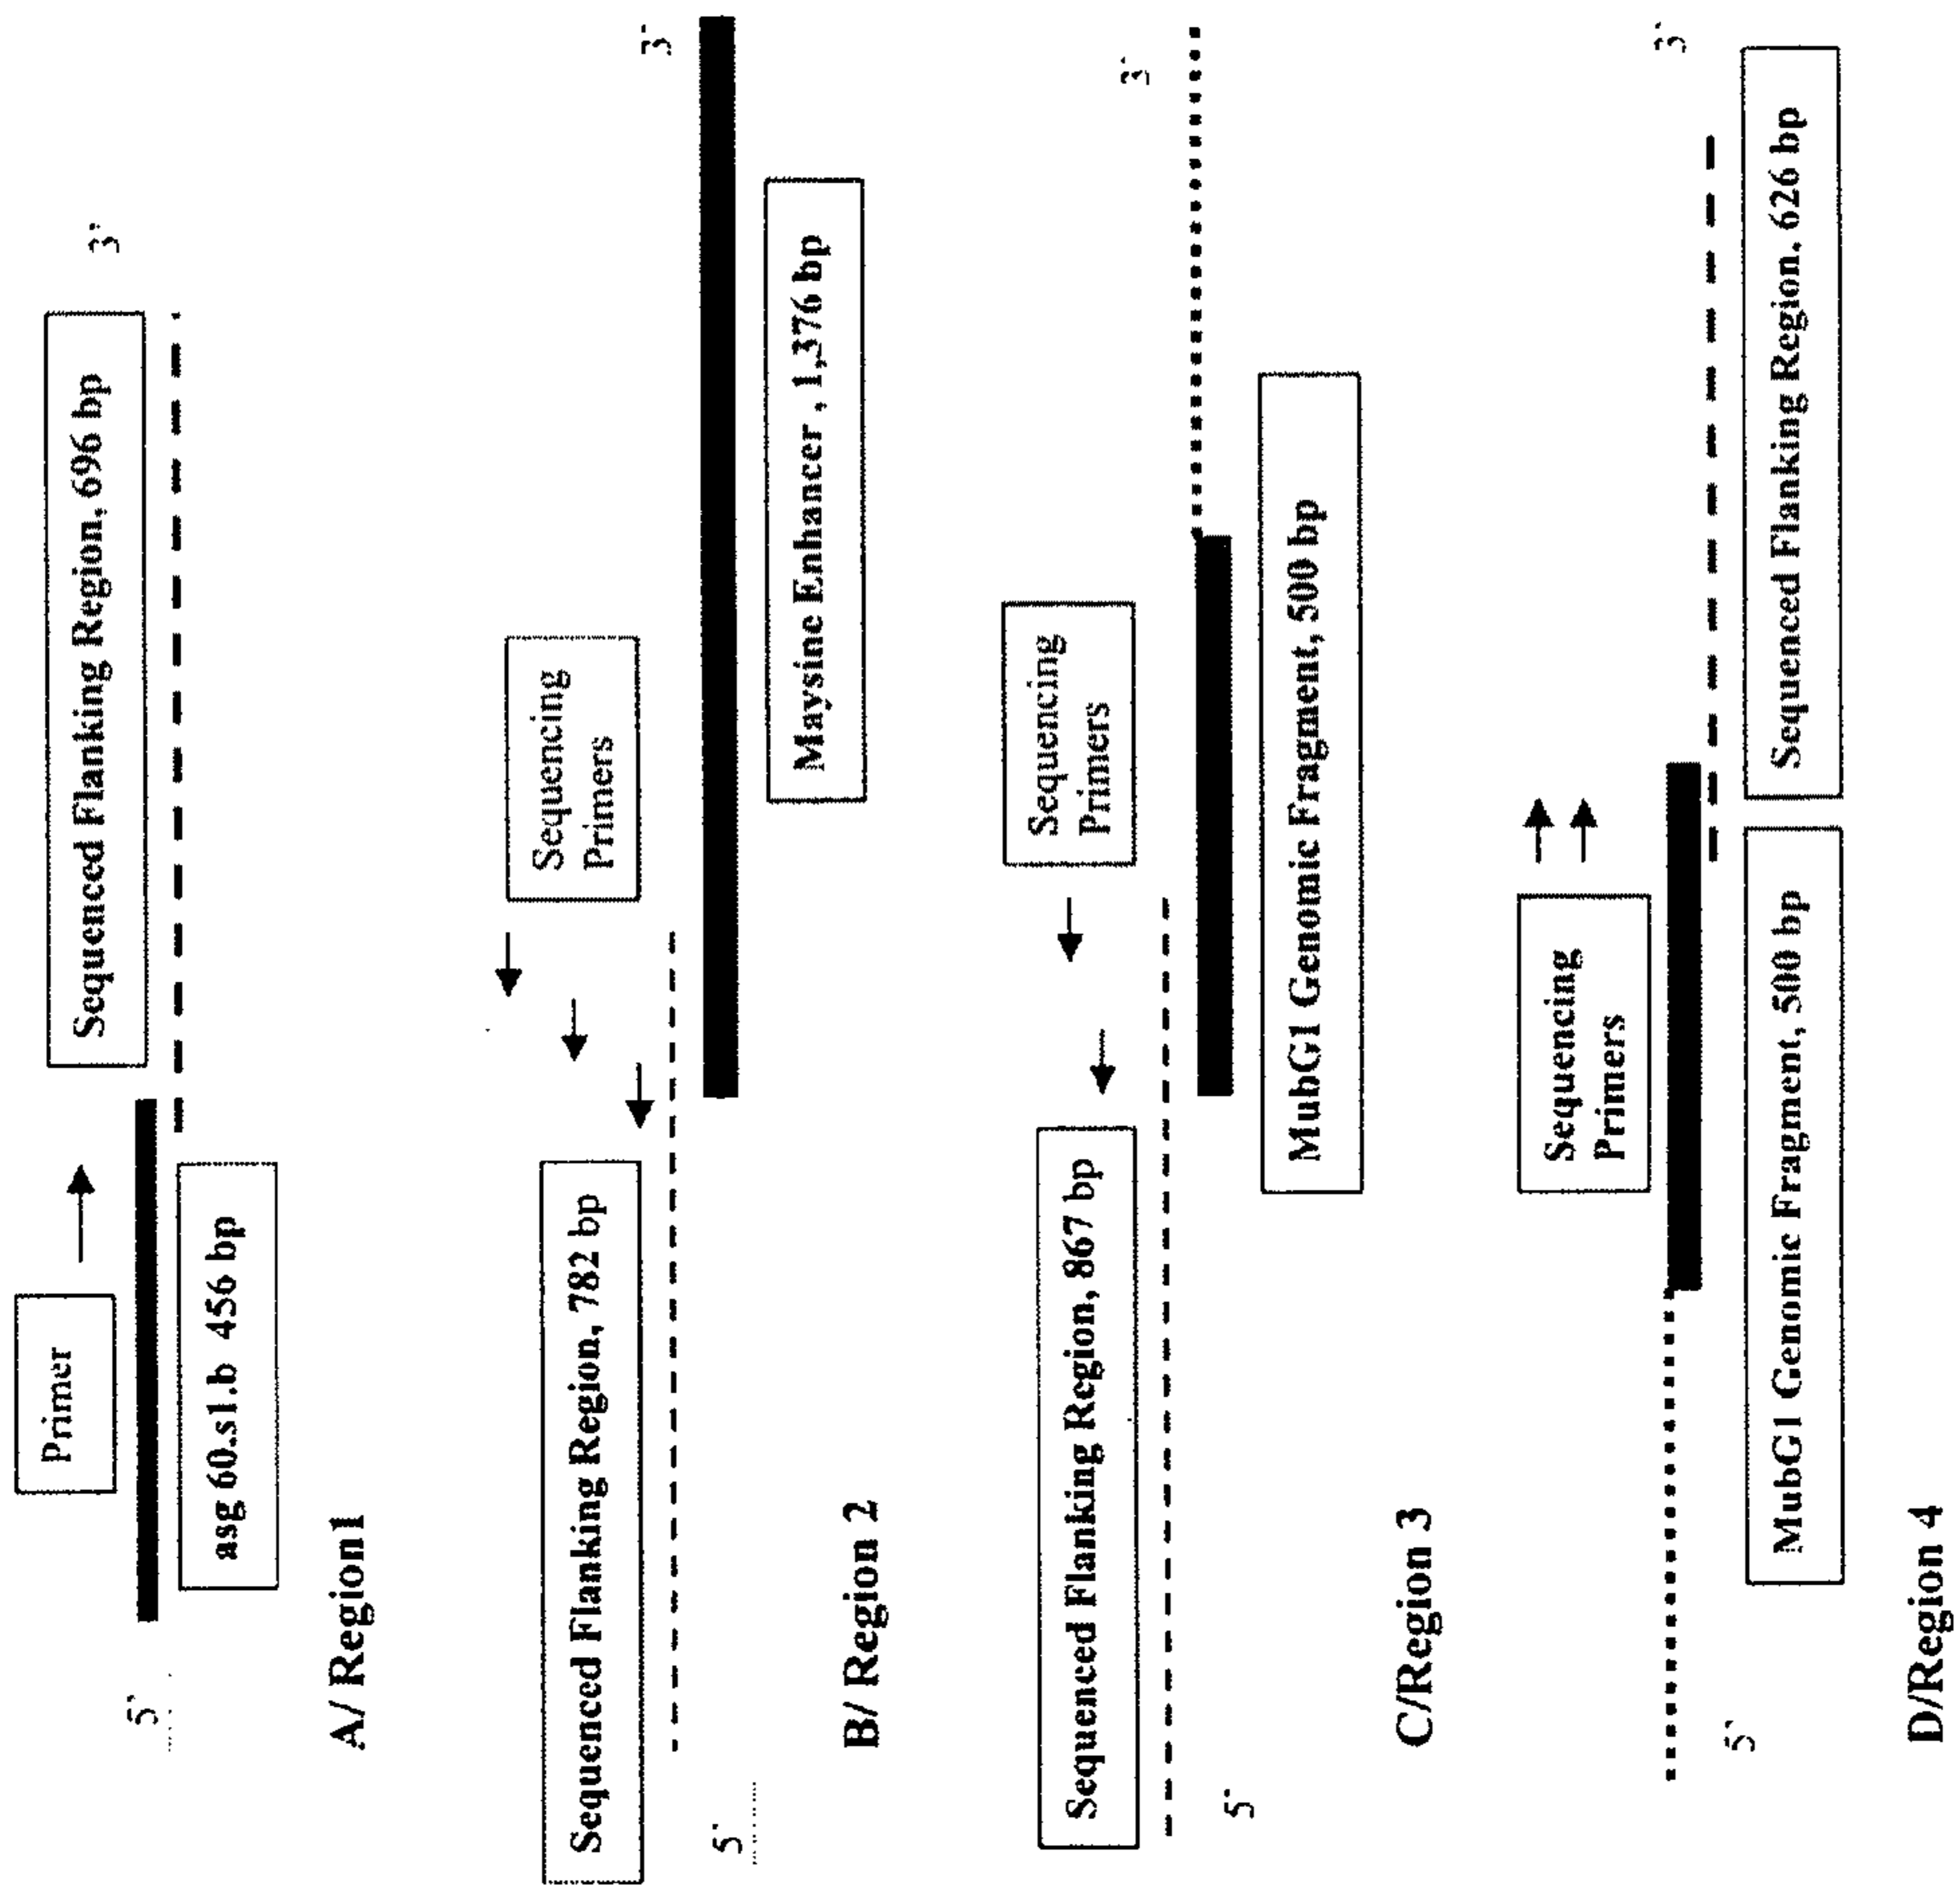 Primer
Sequenced Flanking Region, 696 bp
5'
3'
asg 60.s1.b 456 bp
A/ Region1
Sequencing
Primers
Sequenced Flanking Region, 782 bp
3'
5'
Maysine Enhancer , 1,376 bp
B/ Region 2
Sequencing
Primers
Sequenced Flanking Region, 867 bp
3'
5'
MubG1 Genomic Fragment, 500 bp
C/Region 3
Sequencing
Primers
3'
5'
MubG1 Genomic Fragment, 500 bp
Sequenced Flanking Region, 626 bp
D/Region 4